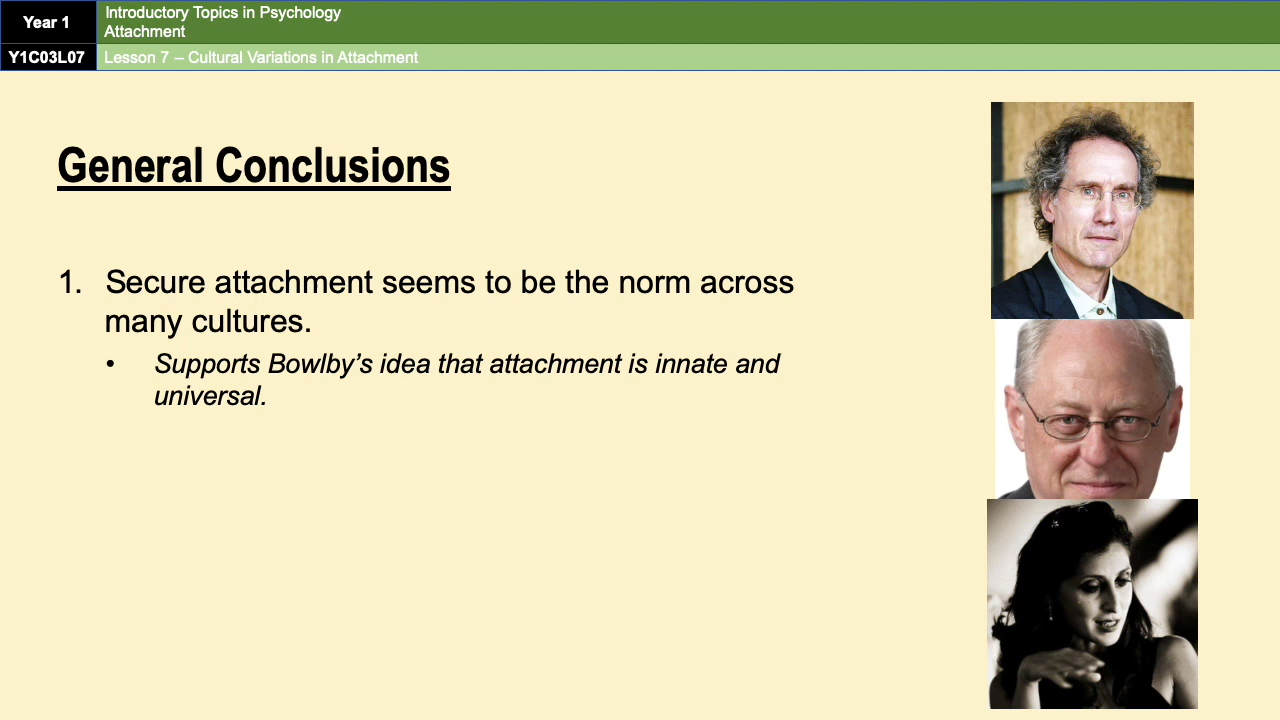 Year 1
Introductory Topics in Psychology
Attachment
Y1C03L07
Lesson 7 – Cultural Variations in Attachment
General Conclusions
1. Secure attachment seems to be the norm across
many cultures.
• Supports Bowlby’s idea that attachment is innate and
universal.